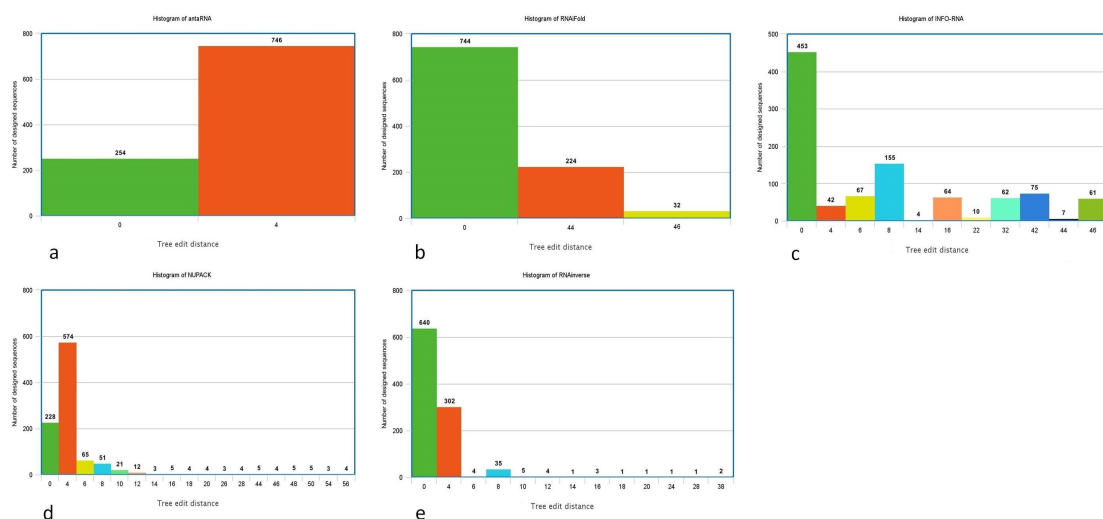 Histogram of antaRNA
Number of designed sequences
800
600
400
200
0
254
746
0 4
Tree edit distance
a
Histogram of RNAiFold
Number of designed sequences
800
600
400
200
0
744
224
32
0 44 46
Tree edit distance
b
Histogram of INFO-RNA
Number of designed sequences
500
400
300
200
100
0
453 42 67 155 4 64 10 62 75 7 61
0 4 6 8 14 16 22 32 42 44 46
Tree edit distance
c
Histogram of NUPACK
Number of designed sequences
800
600
400
200
0
228 574 65 51 21 12 3 5 4 4 3 4 5 4 5 5 3 4
0 4 6 8 10 12 14 16 18 20 26 28 44 46 48 50 54 56
Tree edit distance
d
Histogram of RNAinverse
Number of designed sequences
800
600
400
200
0
640 302 4 35 5 4 1 3 1 1 1 1 2
0 4 6 8 10 12 14 16 18 20 24 28 38
Tree edit distance
e